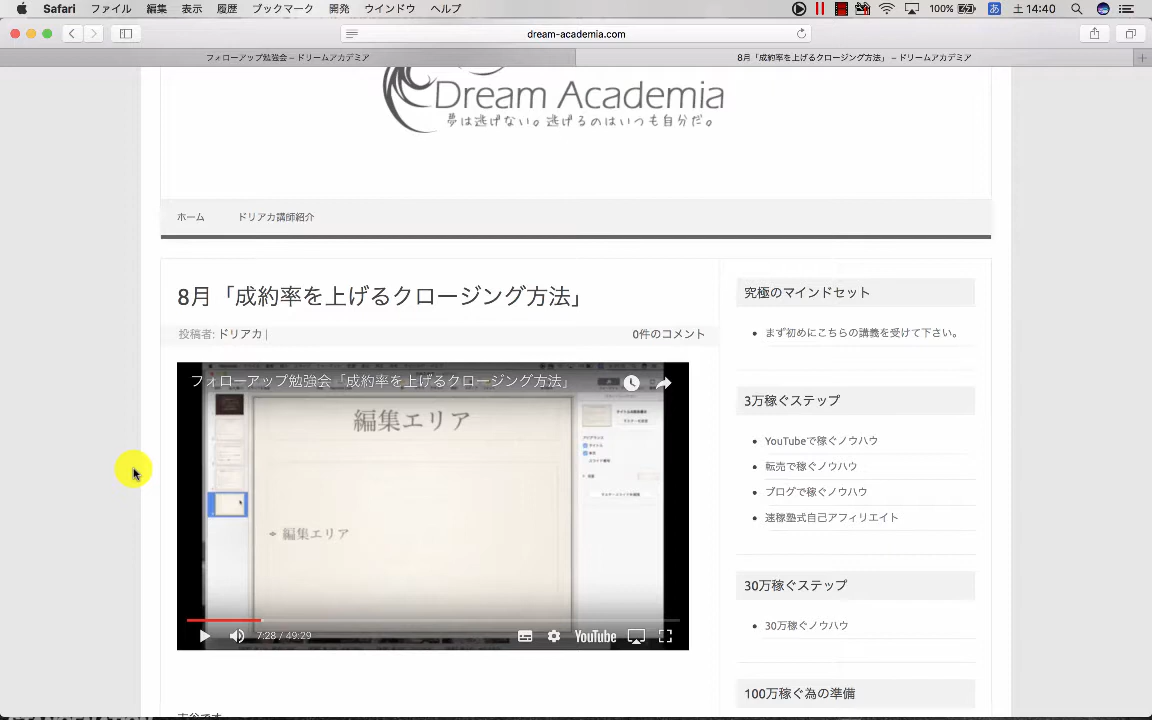 Safari ファイル 編集 表示 履歴 ブックマーク 開発 ウインドウ ヘルプ 100% あ 土 14:40
dream-academia.com
フォローアップ勉強会 – ドリームアカデミア 8月「成約率を上げるクロージング方法」 – ドリームアカデミア
Dream Academia
夢は逃げない。逃げるのはいつも自分だ。
ホーム ドリアカ講師紹介
8月「成約率を上げるクロージング方法」
投稿者: ドリアカ |
0件のコメント
フォローアップ勉強会「成約率を上げるクロージング方法」
編集エリア
編集エリア
7:28 / 49:29
YouTube
究極のマインドセット
まず初めにこちらの講義を受けて下さい。
3万稼ぐステップ
YouTubeで稼ぐノウハウ
転売で稼ぐノウハウ
ブログで稼ぐノウハウ
速稼塾式自己アフィリエイト
30万稼ぐステップ
30万稼ぐノウハウ
100万稼ぐ為の準備